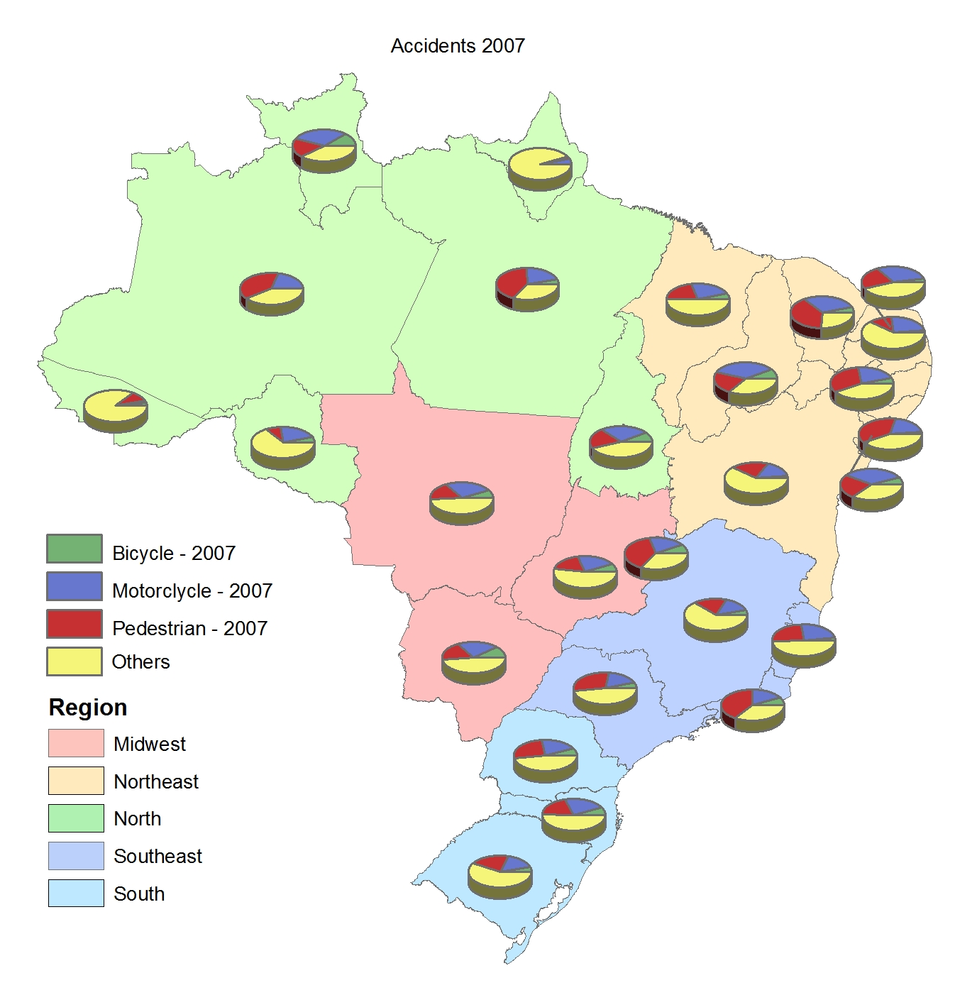 Accidents 2007
Bicycle - 2007
Motorclycle - 2007
Pedestrian - 2007
Others
Region
Midwest
Northeast
North
Southeast
South